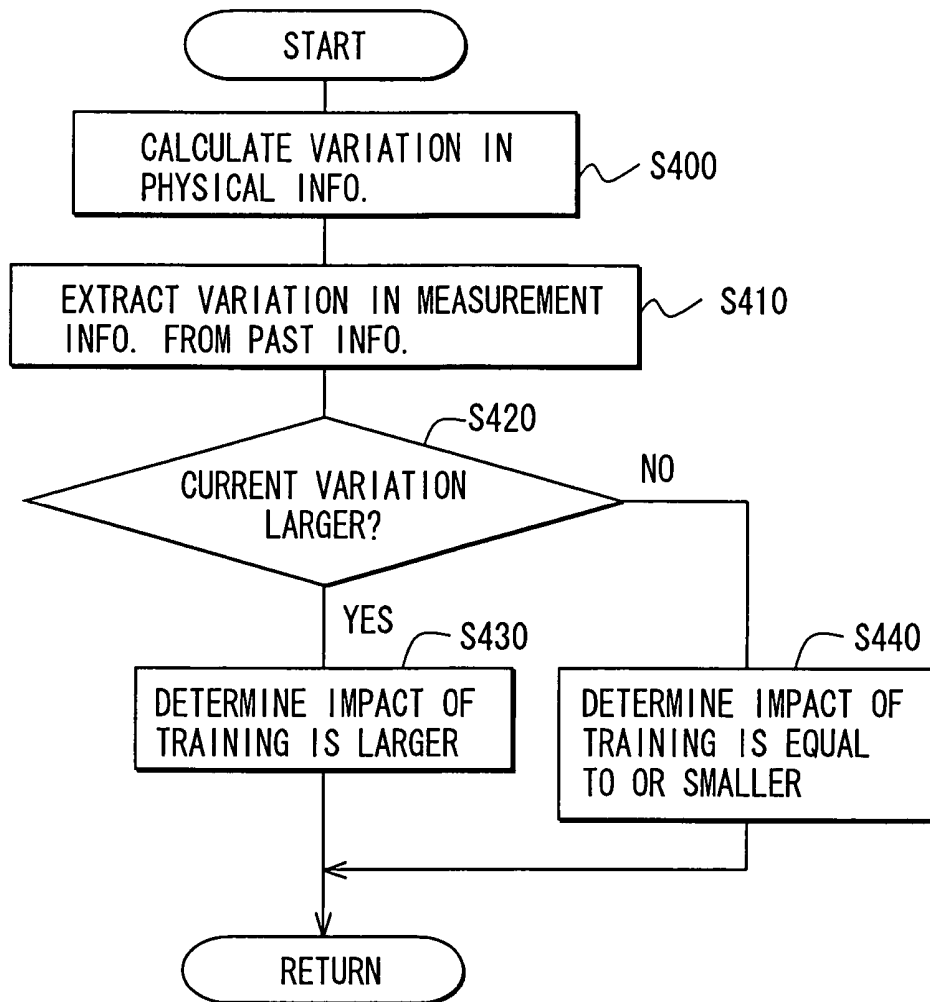 START
CALCULATE VARIATION IN
PHYSICAL INFO.
S400
EXTRACT VARIATION IN MEASUREMENT
INFO. FROM PAST INFO.
S410
S420
CURRENT VARIATION
LARGER?
NO
YES
S430
DETERMINE IMPACT OF
TRAINING IS LARGER
S440
DETERMINE IMPACT OF
TRAINING IS EQUAL
TO OR SMALLER
RETURN